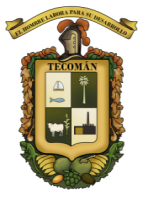 EL HOMBRE LABORA PARA SU DESARROLLO
TECOMÁN